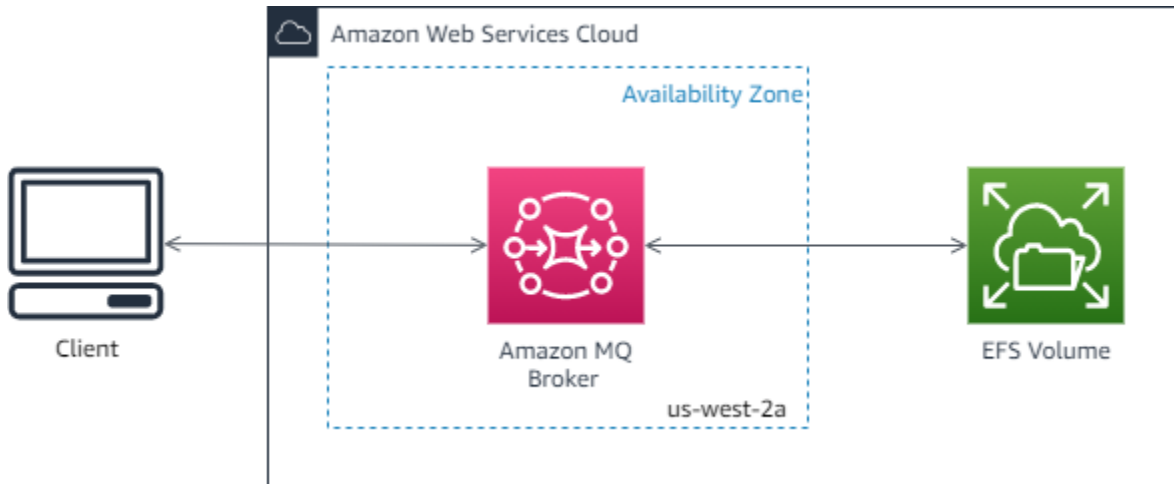 Amazon Web Services Cloud
Availability Zone
Client
Amazon MQ
Broker
EFS Volume
us-west-2a